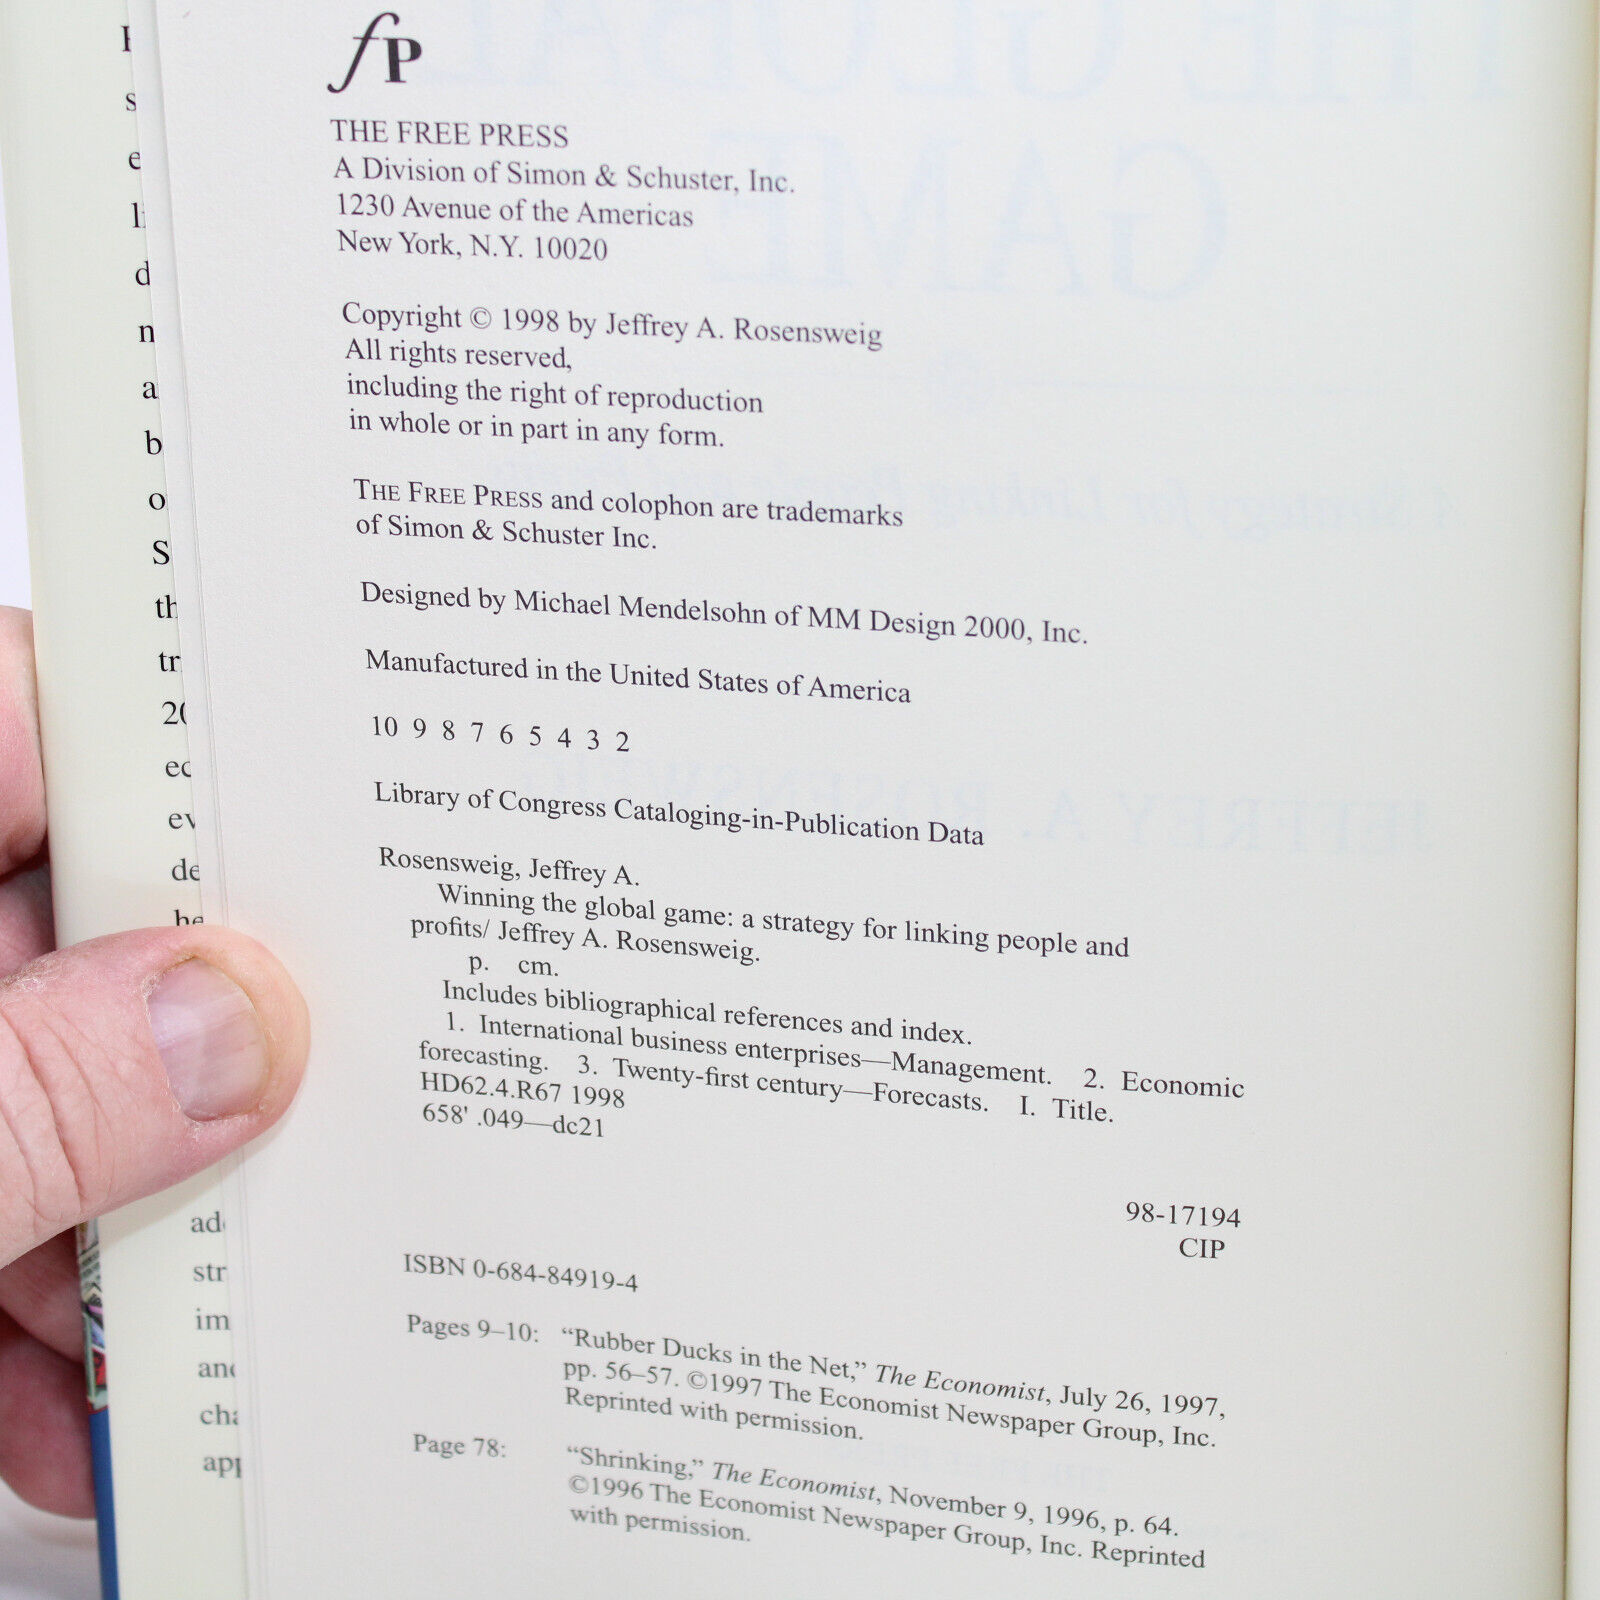 fP
THE FREE PRESS
A Division of Simon & Schuster, Inc.
1230 Avenue of the Americas
New York, N.Y. 10020
Copyright © 1998 by Jeffrey A. Rosensweig
All rights reserved,
including the right of reproduction
in whole or in part in any form.
THE FREE PRESS and colophon are trademarks
of Simon & Schuster Inc.
Designed by Michael Mendelsohn of MM Design 2000, Inc.
Manufactured in the United States of America
10 9 8 7 6 5 4 3 2
Library of Congress Cataloging-in-Publication Data
Rosensweig, Jeffrey A.
Winning the global game: a strategy for linking people and
profits/ Jeffrey A. Rosensweig.
p. cm.
Includes bibliographical references and index.
1. International business enterprises—Management. 2. Economic
forecasting. 3. Twenty-first century—Forecasts. I. Title.
HD62.4.R67 1998
658' .049—dc21
98-17194
CIP
ISBN 0-684-84919-4
Pages 9–10: “Rubber Ducks in the Net,” The Economist, July 26, 1997,
pp. 56–57. ©1997 The Economist Newspaper Group, Inc.
Reprinted with permission.
Page 78: “Shrinking,” The Economist, November 9, 1996, p. 64.
©1996 The Economist Newspaper Group, Inc. Reprinted
with permission.